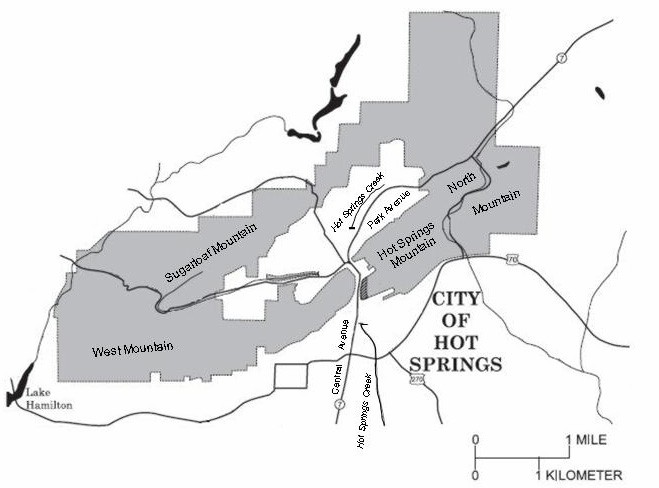 7
Hot Springs Creek
Park Avenue
North
Mountain
Hot Springs
Mountain
Sugarloaf Mountain
70
CITY
OF
HOT
SPRINGS
West Mountain
Central Avenue
270
Lake
Hamilton
7
Hot Springs Creek
0 1 MILE
0 1 KILOMETER